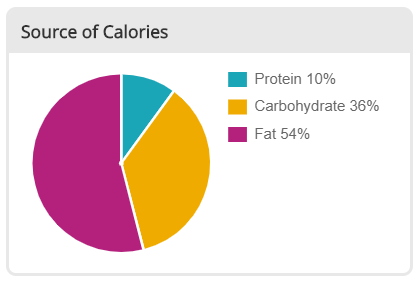 Source of Calories
Protein 10%
Carbohydrate 36%
Fat 54%